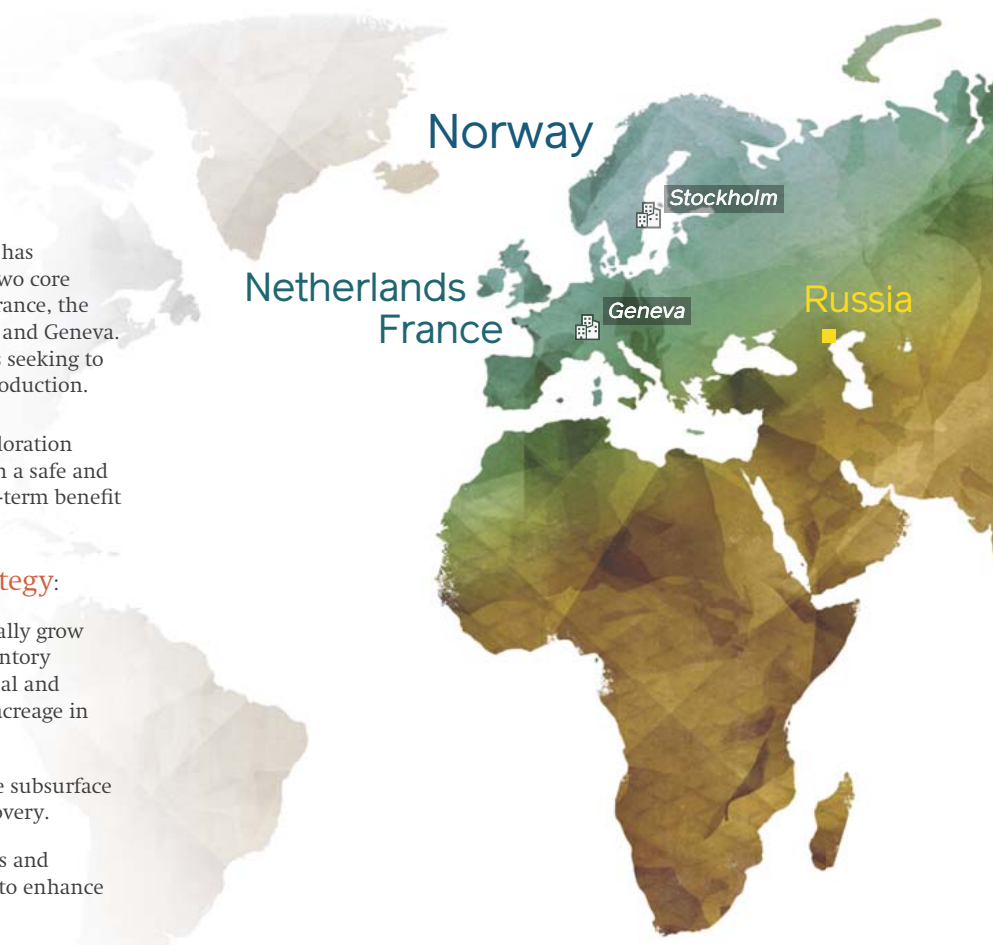 has
wo core
rance, the
and Geneva.
s seeking to
oduction.
loration
n a safe and
-term benefit
tegy:
ally grow
ntory
al and
acreage in
e subsurface
overy.
s and
to enhance
Norway
Stockholm
Netherlands
France
Geneva
Russia